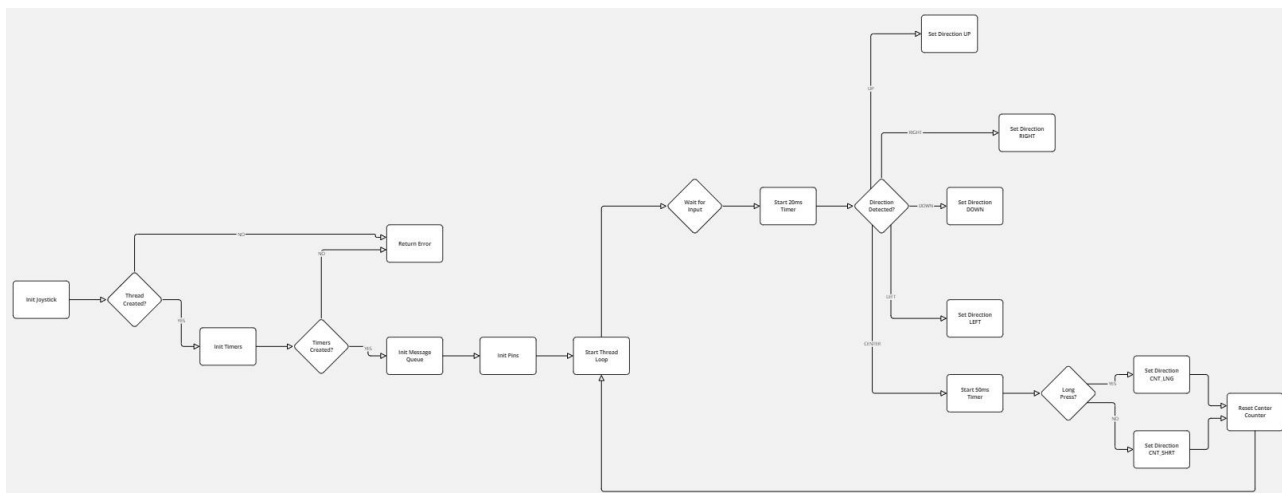 Set Direction UP
UP
RIGHT
Set Direction
RIGHT
Wait for
Input
Start 20ms
Timer
Direction
Detected?
DOWN
Set Direction
DOWN
NO
Return Error
NO
Init Joystick
Thread
Created?
YES
Init Timers
Timers
Created?
YES
Init Message
Queue
Init Pins
Start Thread
Loop
LEFT
Set Direction
LEFT
CENTER
Start 50ms
Timer
Long
Press?
YES
Set Direction
CNT_LNG
NO
Set Direction
CNT_SHRT
Reset Center
Counter